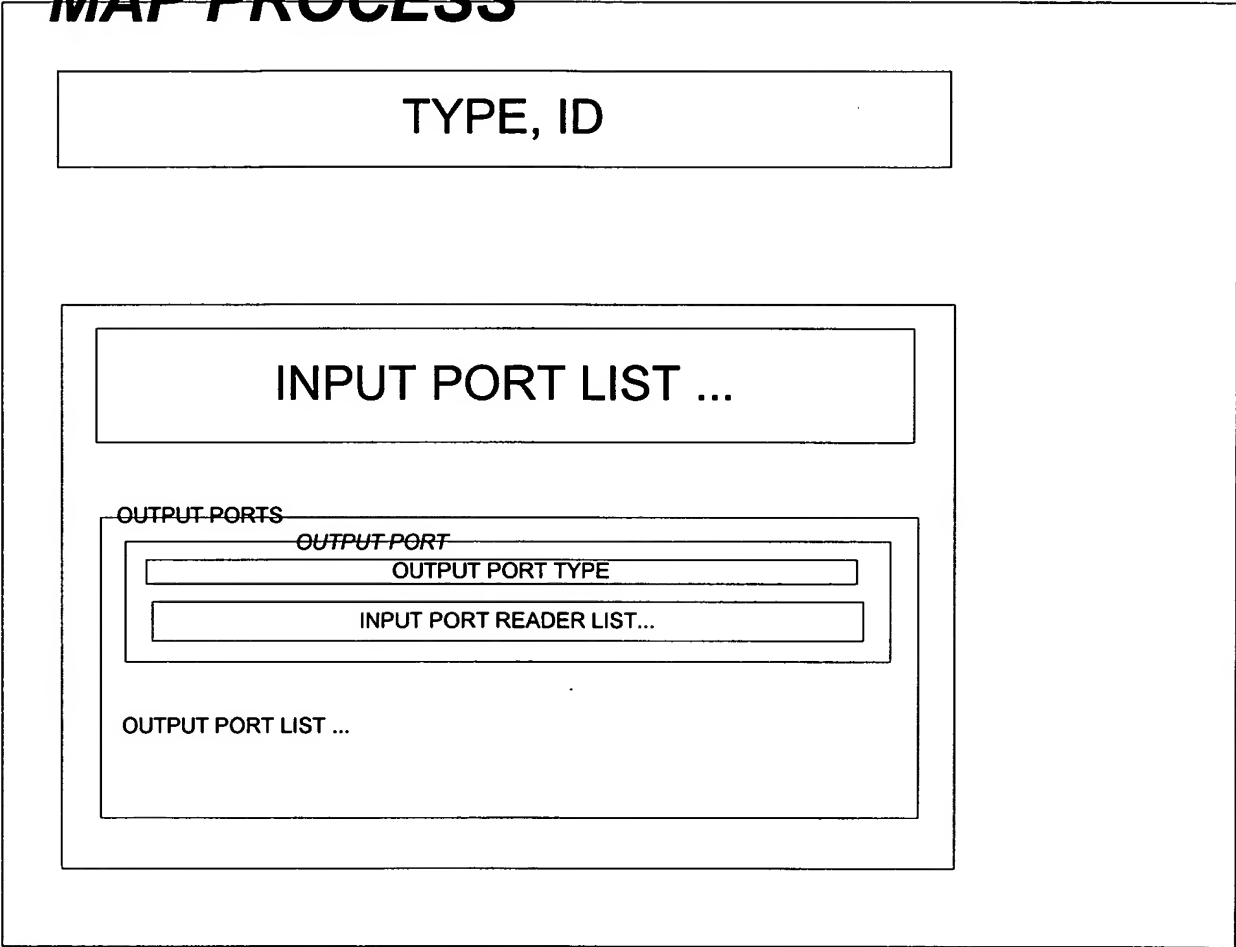 MAP PROCESS
TYPE, ID
INPUT PORT LIST ...
OUTPUT PORTS
OUTPUT PORT
OUTPUT PORT TYPE
INPUT PORT READER LIST...
OUTPUT PORT LIST ...